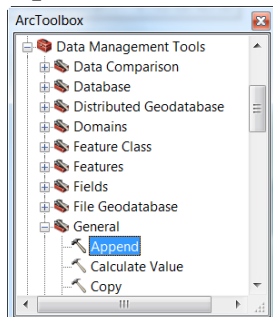 ArcToolbox
Data Management Tools
Data Comparison
Database
Distributed Geodatabase
Domains
Feature Class
Features
Fields
File Geodatabase
General
Append
Calculate Value
Copy